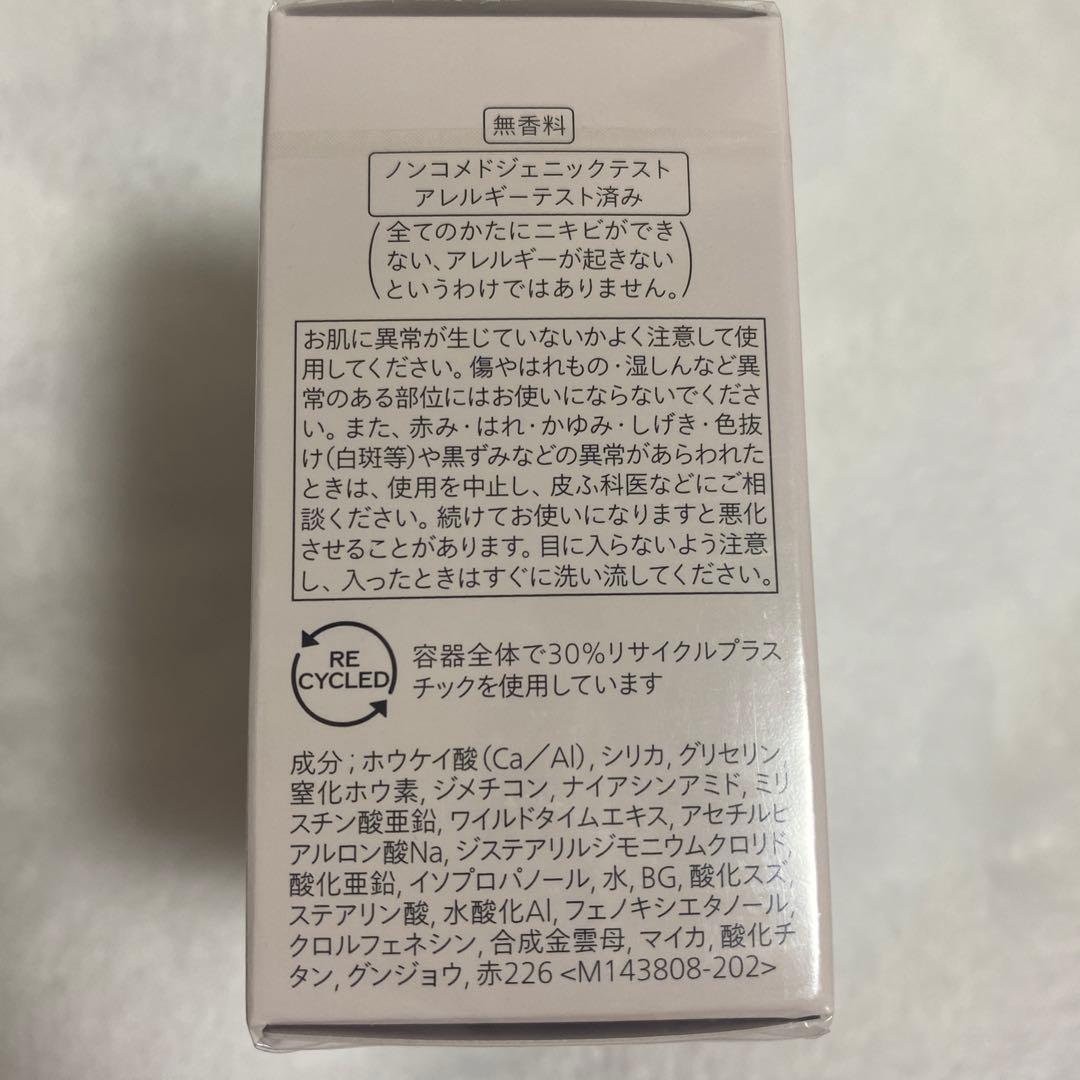 無香料
ノンコメドジェニックテスト
アレルギーテスト済み
(全てのかたにニキビができ
ない、アレルギーが起きない
というわけではありません。)
お肌に異常が生じていないかよく注意して使
用してください。傷やはれもの・湿しんなど異
常のある部位にはお使いにならないでくださ
い。また、赤み・はれ・かゆみ・しげき・色抜
け(白斑等)や黒ずみなどの異常があらわれた
ときは、使用を中止し、皮ふ科医などにご相
談ください。続けてお使いになりますと悪化
させることがあります。目に入らないよう注意
し、入ったときはすぐに洗い流してください。
RE
CYCLED
容器全体で30%リサイクルプラス
チックを使用しています
成分;ホウケイ酸(Ca/Al),シリカ,グリセリン,
窒化ホウ素,ジメチコン,ナイアシンアミド,ミリ
スチン酸亜鉛,ワイルドタイムエキス,アセチルヒ
アルロン酸Na,ジステアリルジモニウムクロリド,
酸化亜鉛,イソプロパノール,水,BG,酸化スズ,
ステアリン酸,水酸化Al,フェノキシエタノール,
クロルフェネシン,合成金雲母,マイカ,酸化チ
タン,グンジョウ,赤226 <M143808-202>